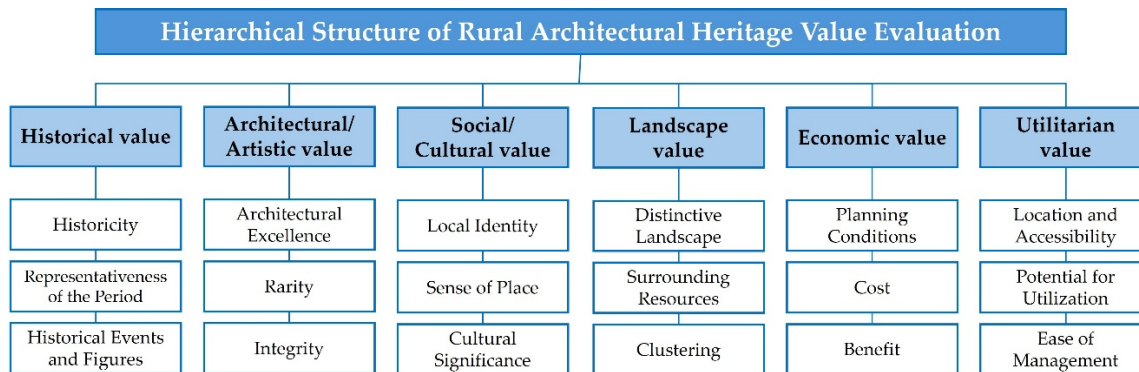 Hierarchical Structure of Rural Architectural Heritage Value Evaluation
Historical value
Architectural/
Artistic value
Social/
Cultural value
Landscape
value
Economic value
Utilitarian
value
Historicity
Architectural
Excellence
Local Identity
Distinctive
Landscape
Planning
Conditions
Location and
Accessibility
Representativeness
of the Period
Rarity
Sense of Place
Surrounding
Resources
Cost
Potential for
Utilization
Historical Events
and Figures
Integrity
Cultural
Significance
Clustering
Benefit
Ease of
Management